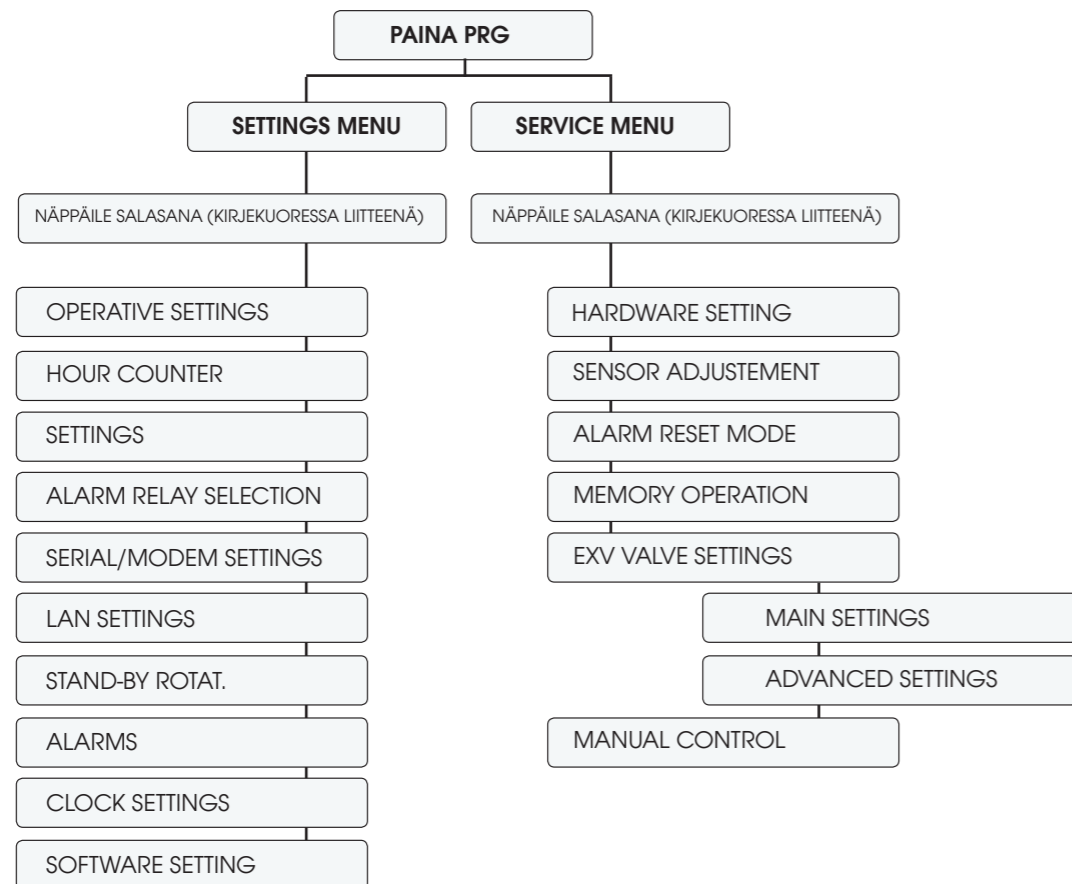 PAINA PRG
SETTINGS MENU
SERVICE MENU
NÄPPÄILE SALASANA (KIRJEKUORESSA LIITTEENÄ)
NÄPPÄILE SALASANA (KIRJEKUORESSA LIITTEENÄ)
OPERATIVE SETTINGS
HOUR COUNTER
SETTINGS
ALARM RELAY SELECTION
SERIAL/MODEM SETTINGS
LAN SETTINGS
STAND-BY ROTAT.
ALARMS
CLOCK SETTINGS
SOFTWARE SETTING
HARDWARE SETTING
SENSOR ADJUSTEMENT
ALARM RESET MODE
MEMORY OPERATION
EXV VALVE SETTINGS
MAIN SETTINGS
ADVANCED SETTINGS
MANUAL CONTROL